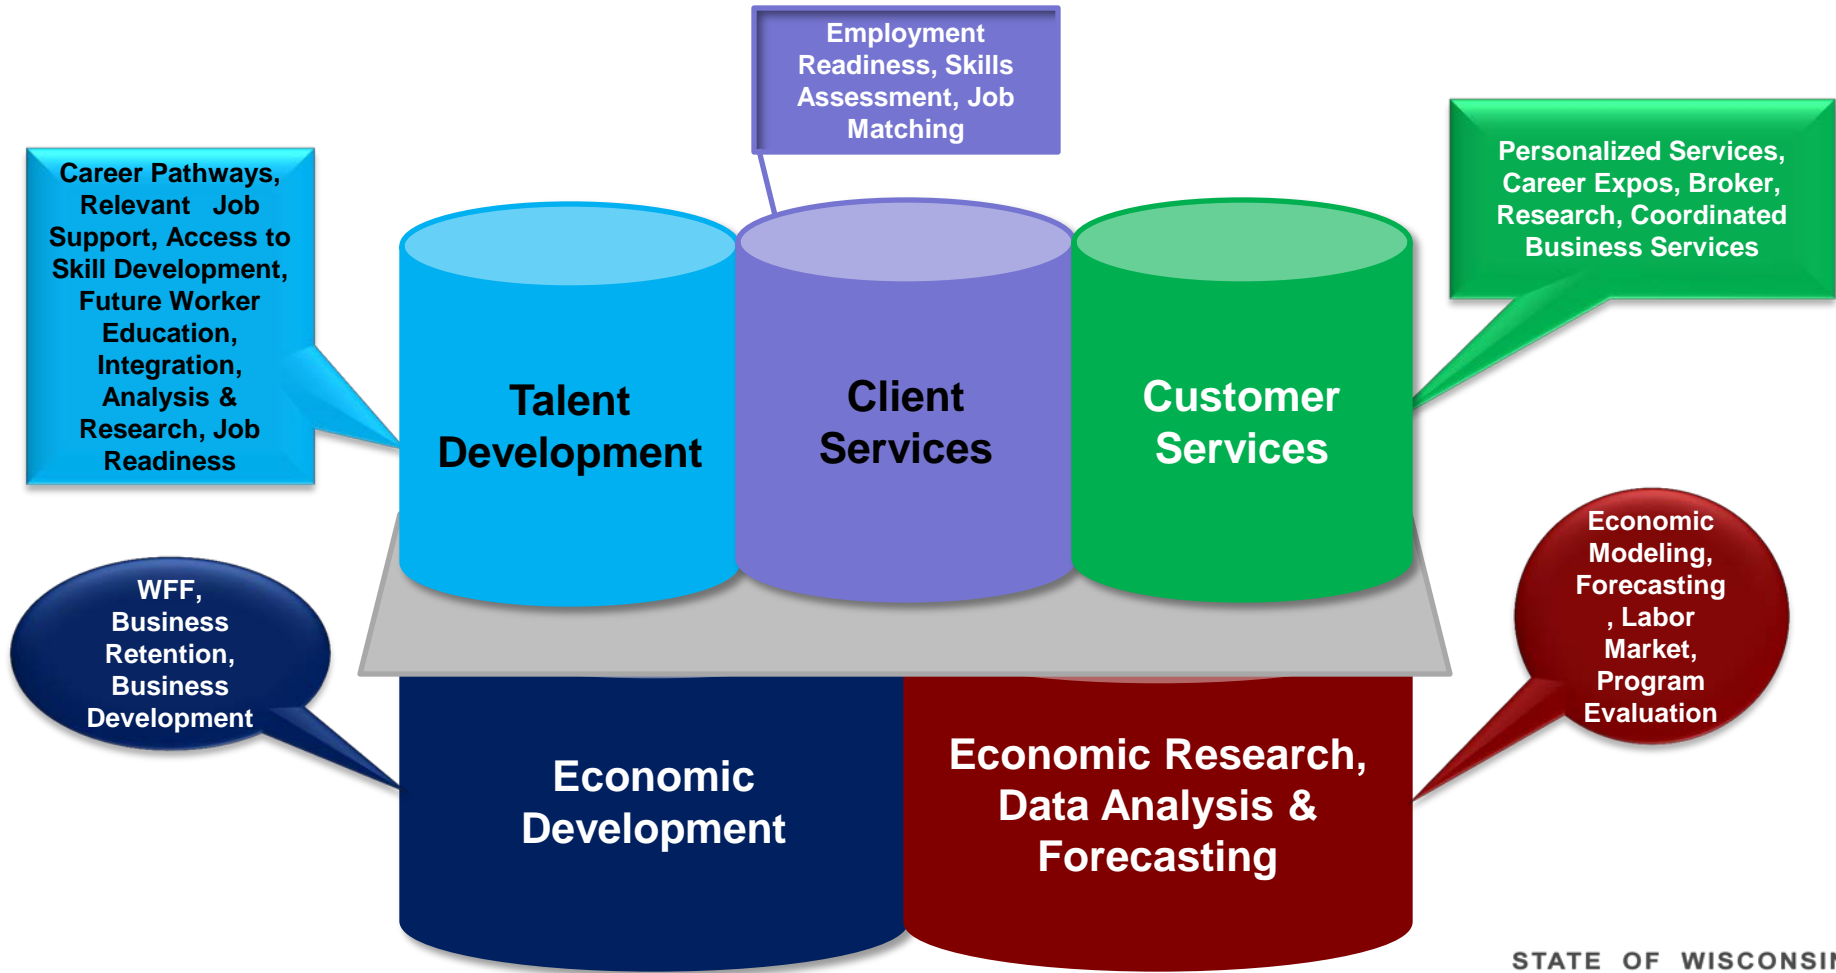 Employment
Readiness, Skills
Assessment, Job
Matching
Career Pathways,
Relevant Job
Support, Access to
Skill Development,
Future Worker
Education,
Integration,
Analysis &
Research, Job
Readiness
Personalized Services,
Career Expos, Broker,
Research, Coordinated
Business Services
Talent
Development
Client
Services
Customer
Services
WFF,
Business
Retention,
Business
Development
Economic
Modeling,
Forecasting
, Labor
Market,
Program
Evaluation
Economic
Development
Economic Research,
Data Analysis &
Forecasting
STATE OF WISCONSIN